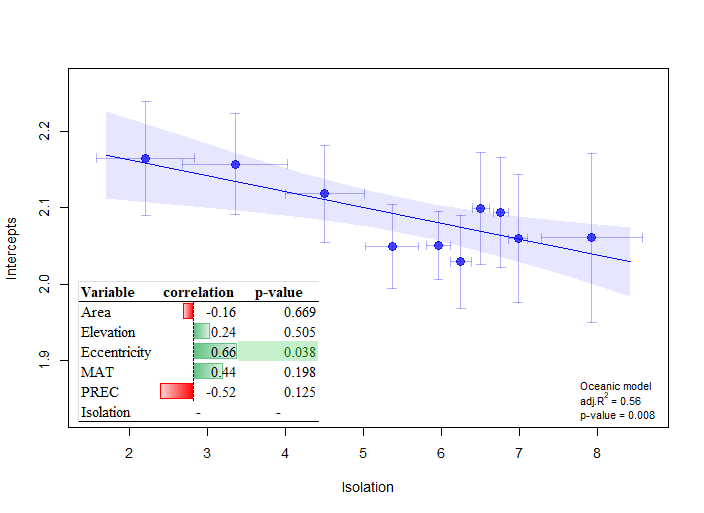 2.2
2.1
2.0
1.9
Intercepts
Variable correlation p-value
Area -0.16 0.669
Elevation 0.24 0.505
Eccentricity 0.66 0.038
MAT 0.44 0.198
PREC -0.52 0.125
Isolation - -
Oceanic model
adj.R² = 0.56
p-value = 0.008
2 3 4 5 6 7 8
Isolation